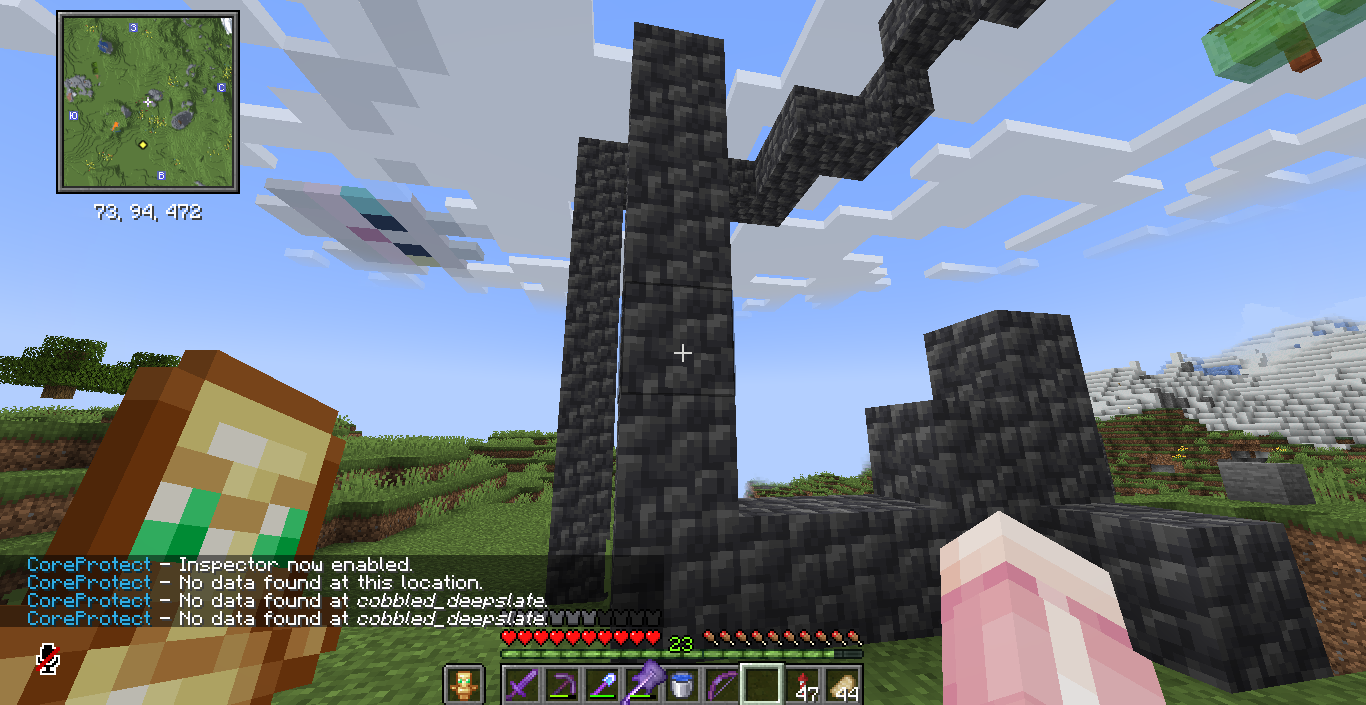 З
С
Ю
В
73, 94, 472
CoreProtect – Inspector now enabled.
CoreProtect – No data found at this location.
CoreProtect – No data found at cobbled_deepslate.
CoreProtect – No data found at cobbled_deepslate.
23
47
44